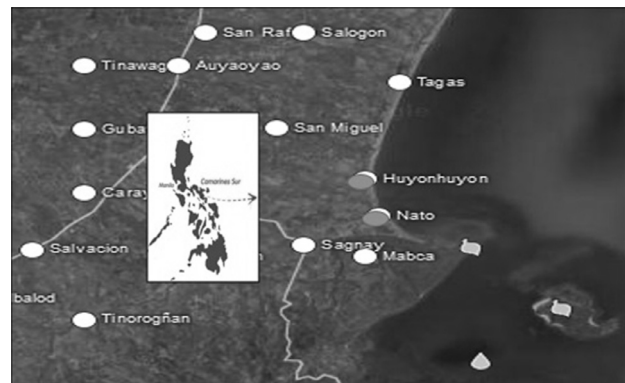 San Raf
Salogon
Tinawag
Auyaoyao
Tagas
Guba
San Miguel
Camarines Sur
Manila
Huyonhuyon
Caray
Nato
Salvacion
Sagnay
Mabca
balod
Tinorogñan